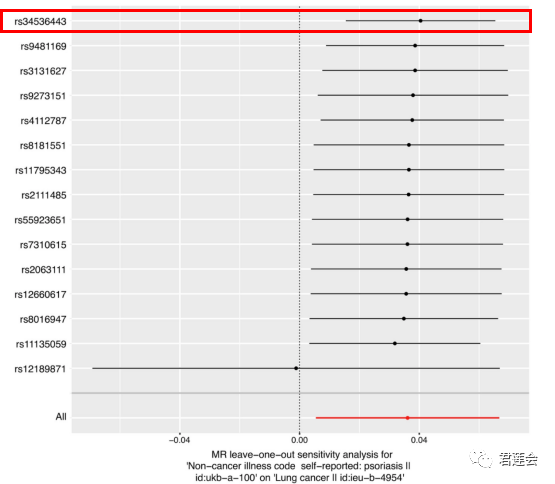 rs34536443
rs9481169
rs3131627
rs9273151
rs4112787
rs8181551
rs11795343
rs2111485
rs55923651
rs7310615
rs2063111
rs12660617
rs8016947
rs11135059
rs12189871
All
−0.04 0.00 0.04
MR leave−one−out sensitivity analysis for
'Non−cancer illness code self−reported: psoriasis ||
id:ukb−a−100' on 'Lung cancer || id:ieu−b−4954'
君莲会